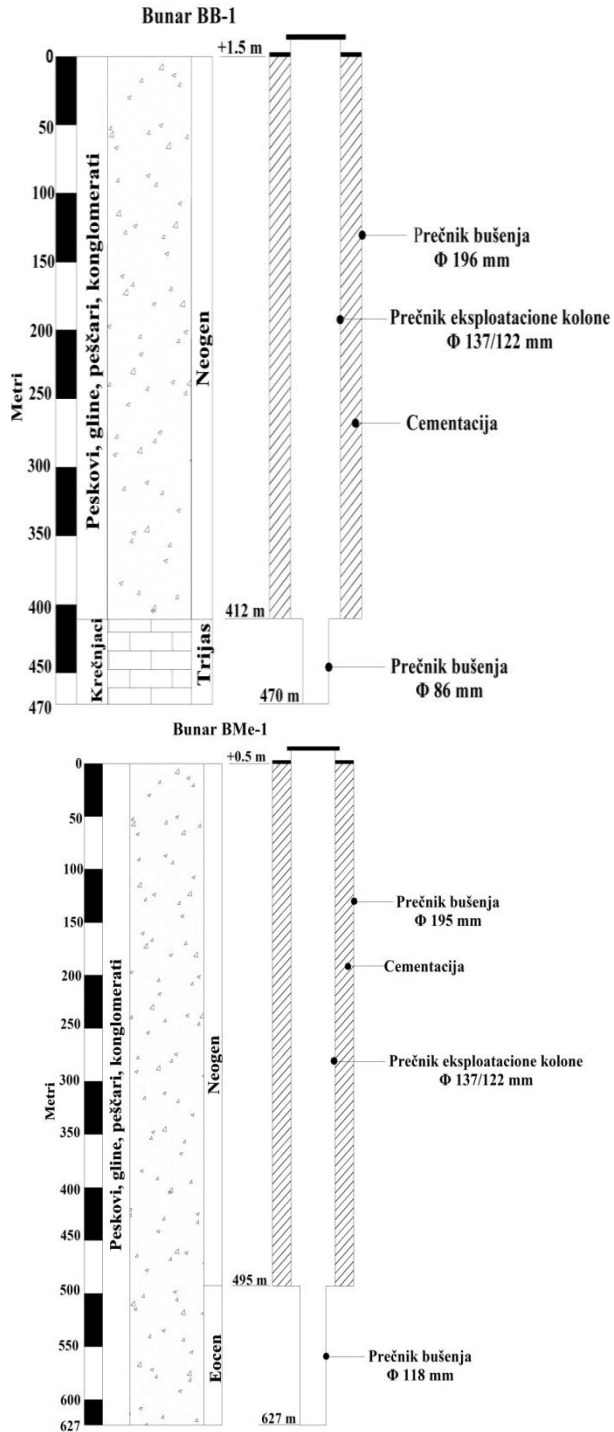 Bunar BB-1
+1.5 m
0
50
100
150
200
250
300
350
400
450
470
Metri
Peskovi, gline, peščari, konglomerati
Neogen
Krečnjaci
Trijas
Prečnik bušenja
Φ 196 mm
Prečnik eksploatacione kolone
Φ 137/122 mm
Cementacija
412 m
Prečnik bušenja
Φ 86 mm
470 m
Bunar BMe-1
+0.5 m
0
50
100
150
200
250
300
350
400
450
500
550
600
627
Metri
Peskovi, gline, peščari, konglomerati
Neogen
Eocen
Prečnik bušenja
Φ 195 mm
Cementacija
Prečnik eksploatacione kolone
Φ 137/122 mm
495 m
Prečnik bušenja
Φ 118 mm
627 m